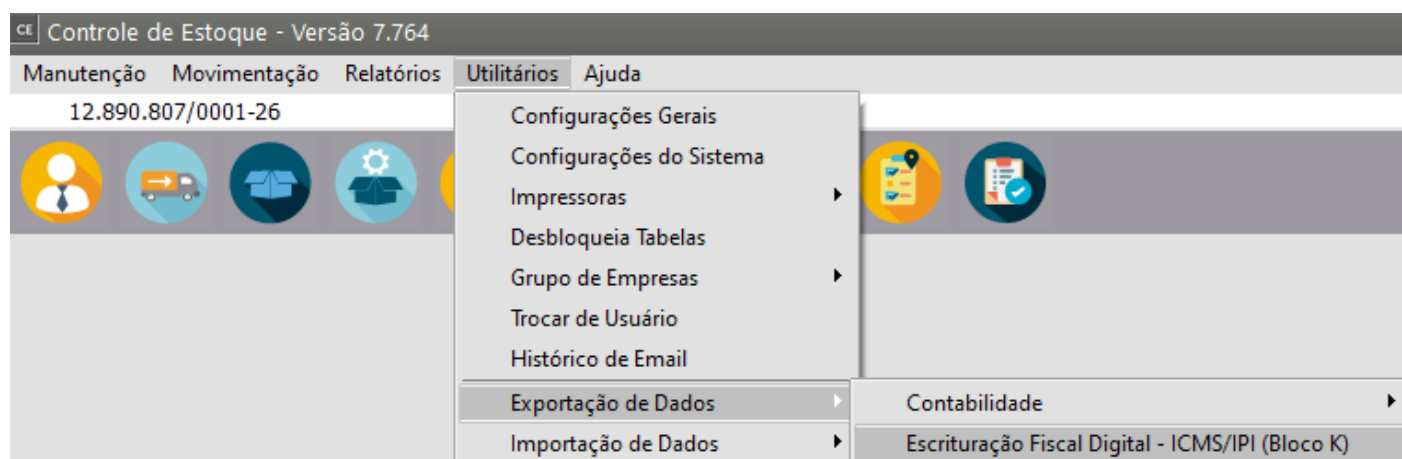 CE Controle de Estoque - Versão 7.764
Manutenção Movimentação Relatórios Utilitários Ajuda
12.890.807/0001-26
Configurações Gerais
Configurações do Sistema
Impressoras
Desbloqueia Tabelas
Grupo de Empresas
Trocar de Usuário
Histórico de Email
Exportação de Dados Contabilidade
Importação de Dados Escrituração Fiscal Digital - ICMS/IPI (Bloco K)